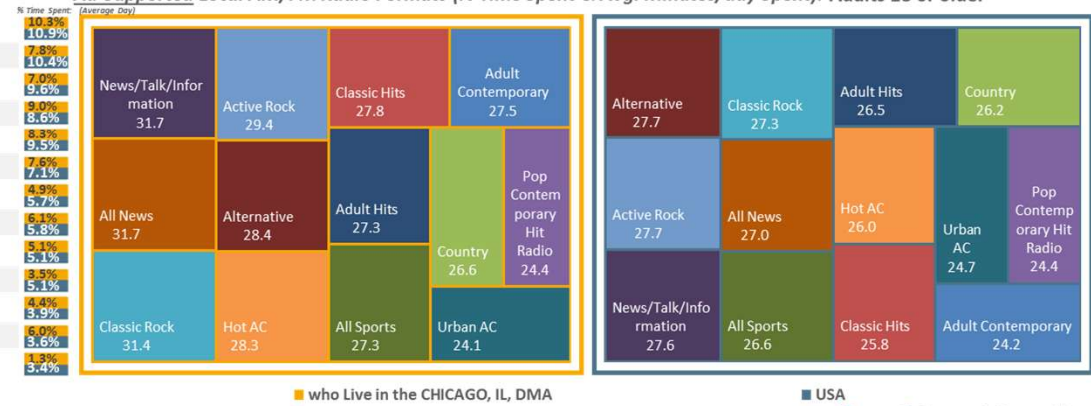 % Time Spent: (Average Day)
10.3%
10.9%
7.8%
10.4%
7.0%
9.6%
9.0%
8.6%
8.3%
9.5%
7.6%
7.1%
4.9%
5.7%
6.1%
5.8%
5.1%
5.1%
3.5%
5.1%
4.4%
3.9%
6.0%
3.6%
1.3%
3.4%
News/Talk/Infor
mation
31.7
Active Rock
29.4
Classic Hits
27.8
Adult
Contemporary
27.5
All News
31.7
Alternative
28.4
Adult Hits
27.3
Country
26.6
Pop
Contem
porary
Hit
Radio
24.4
Classic Rock
31.4
Hot AC
28.3
All Sports
27.3
Urban AC
24.1
Alternative
27.7
Classic Rock
27.3
Adult Hits
26.5
Country
26.2
Active Rock
27.7
All News
27.0
Hot AC
26.0
Urban
AC
24.7
Pop
Contemp
orary Hit
Radio
24.4
News/Talk/Info
rmation
27.6
All Sports
26.6
Classic Hits
25.8
Adult Contemporary
24.2
who Live in the CHICAGO, IL, DMA
USA